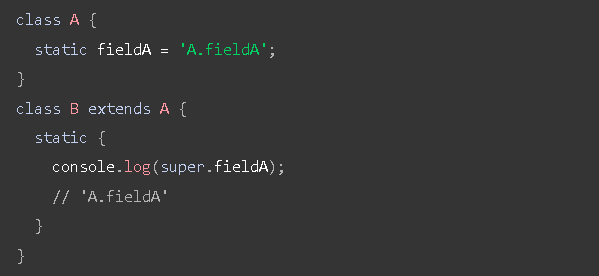 class A {
  static fieldA = 'A.fieldA';
}
class B extends A {
  static {
    console.log(super.fieldA);
    // 'A.fieldA'
  }
}